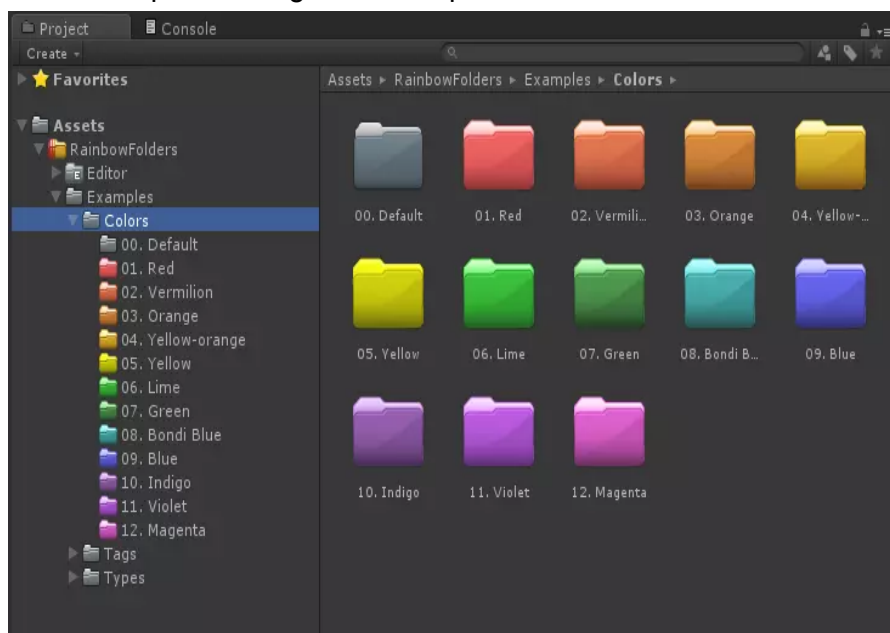 Project
Console
Create
Favorites
Assets
RainbowFolders
Editor
Examples
Colors
00. Default
01. Red
02. Vermilion
03. Orange
04. Yellow-orange
05. Yellow
06. Lime
07. Green
08. Bondi Blue
09. Blue
10. Indigo
11. Violet
12. Magenta
Tags
Types
Assets ▸ RainbowFolders ▸ Examples ▸ Colors ▸
00. Default 01. Red 02. Vermili... 03. Orange 04. Yellow-...
05. Yellow 06. Lime 07. Green 08. Bondi B... 09. Blue
10. Indigo 11. Violet 12. Magenta